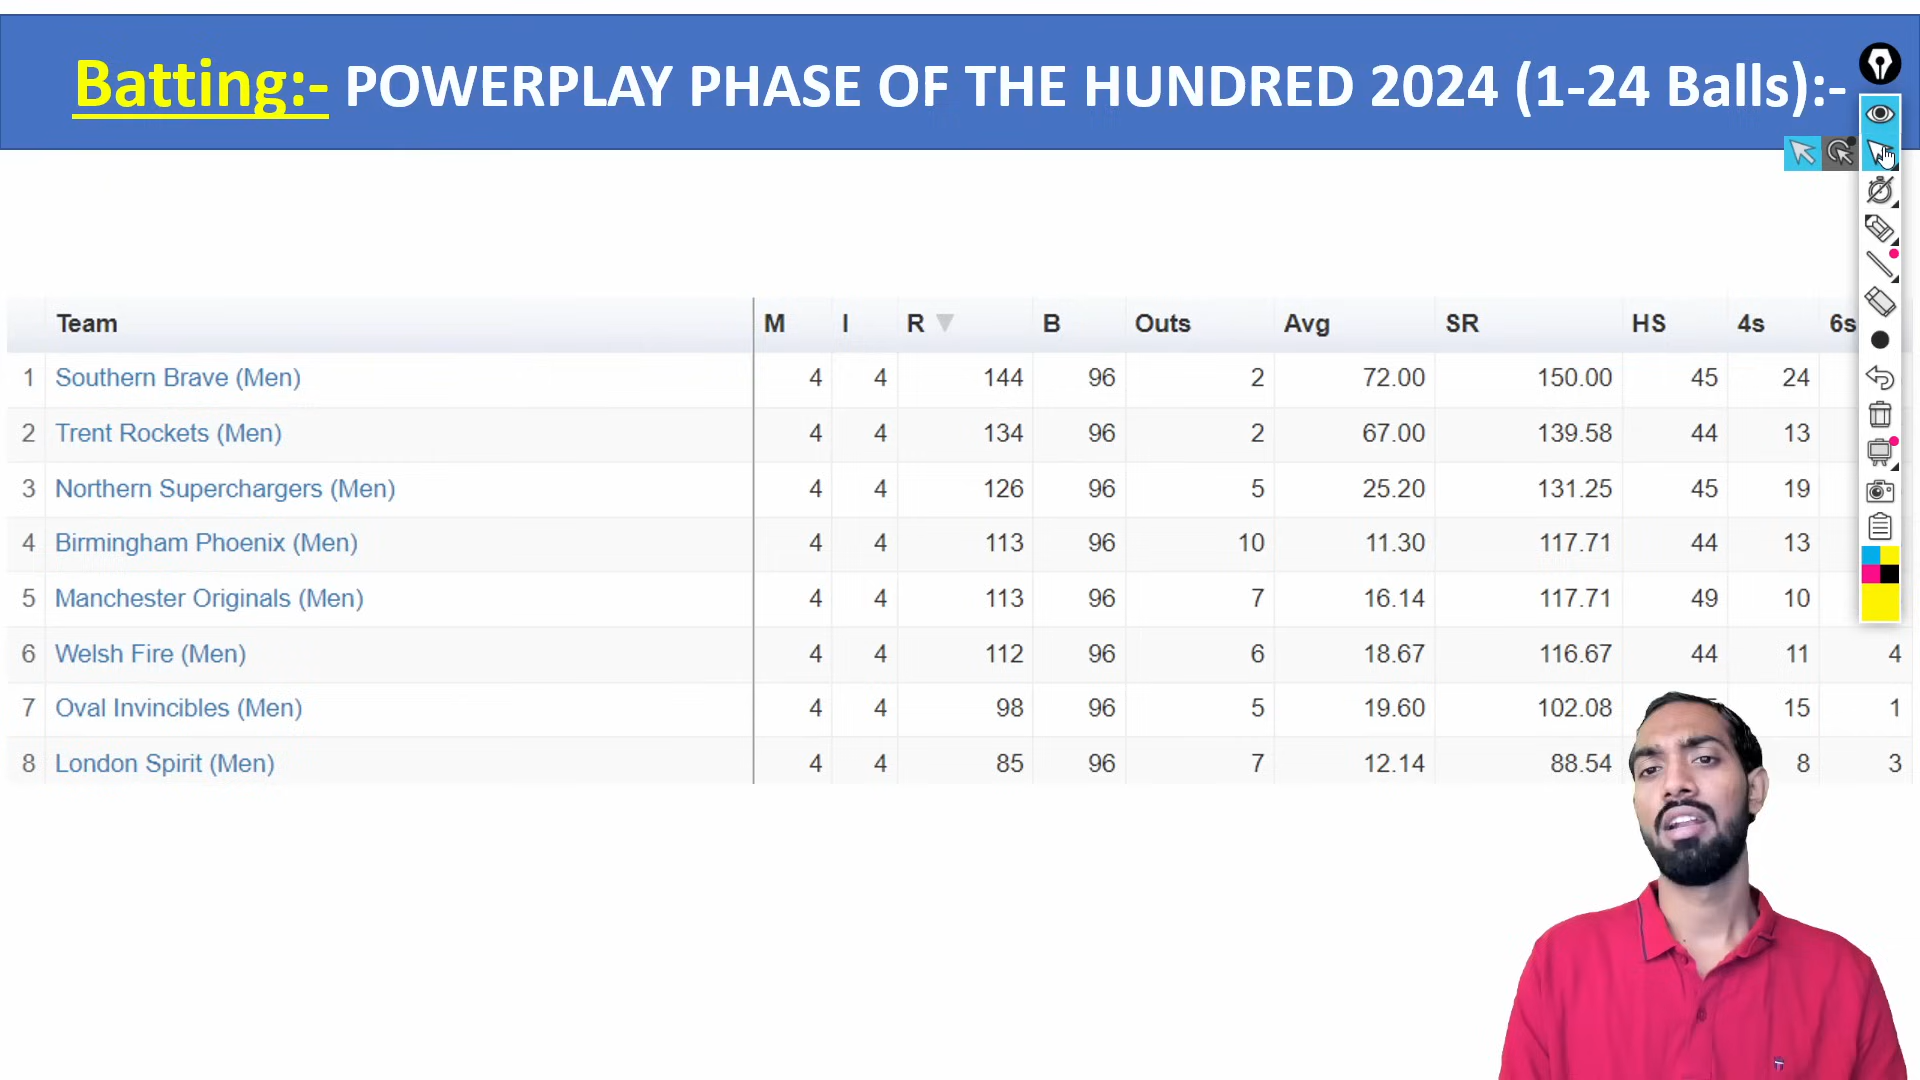 Batting:- POWERPLAY PHASE OF THE HUNDRED 2024 (1-24 Balls):-
Team M I R B Outs Avg SR HS 4s 6s
1 Southern Brave (Men) 4 4 144 96 2 72.00 150.00 45 24
2 Trent Rockets (Men) 4 4 134 96 2 67.00 139.58 44 13
3 Northern Superchargers (Men) 4 4 126 96 5 25.20 131.25 45 19
4 Birmingham Phoenix (Men) 4 4 113 96 10 11.30 117.71 44 13
5 Manchester Originals (Men) 4 4 113 96 7 16.14 117.71 49 10
6 Welsh Fire (Men) 4 4 112 96 6 18.67 116.67 44 11 4
7 Oval Invincibles (Men) 4 4 98 96 5 19.60 102.08 15 1
8 London Spirit (Men) 4 4 85 96 7 12.14 88.54 8 3